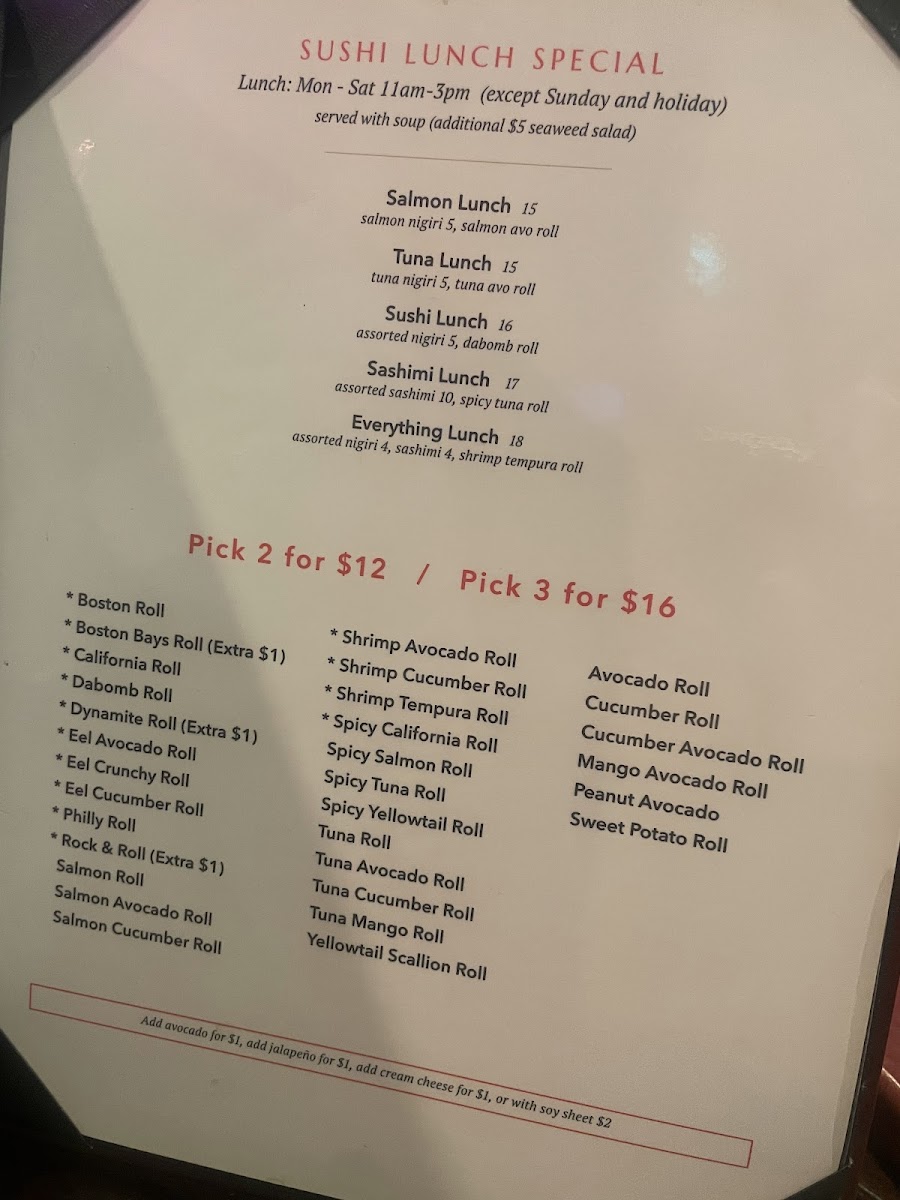 SUSHI LUNCH SPECIAL
Lunch: Mon - Sat 11am-3pm (except Sunday and holiday)
served with soup (additional $5 seaweed salad)
Salmon Lunch 15
salmon nigiri 5, salmon avo roll
Tuna Lunch 15
tuna nigiri 5, tuna avo roll
Sushi Lunch 16
assorted nigiri 5, dabomb roll
Sashimi Lunch 17
assorted sashimi 10, spicy tuna roll
Everything Lunch 18
assorted nigiri 4, sashimi 4, shrimp tempura roll
Pick 2 for $12 / Pick 3 for $16
* Boston Roll
* Boston Bays Roll (Extra $1)
* California Roll
* Dabomb Roll
* Dynamite Roll (Extra $1)
* Eel Avocado Roll
* Eel Crunchy Roll
* Eel Cucumber Roll
* Philly Roll
* Rock & Roll (Extra $1)
Salmon Roll
Salmon Avocado Roll
Salmon Cucumber Roll
* Shrimp Avocado Roll
* Shrimp Cucumber Roll
* Shrimp Tempura Roll
* Spicy California Roll
Spicy Salmon Roll
Spicy Tuna Roll
Spicy Yellowtail Roll
Tuna Roll
Tuna Avocado Roll
Tuna Cucumber Roll
Tuna Mango Roll
Yellowtail Scallion Roll
Avocado Roll
Cucumber Roll
Cucumber Avocado Roll
Mango Avocado Roll
Peanut Avocado
Sweet Potato Roll
Add avocado for $1, add jalapeño for $1, add cream cheese for $1, or with soy sheet $2